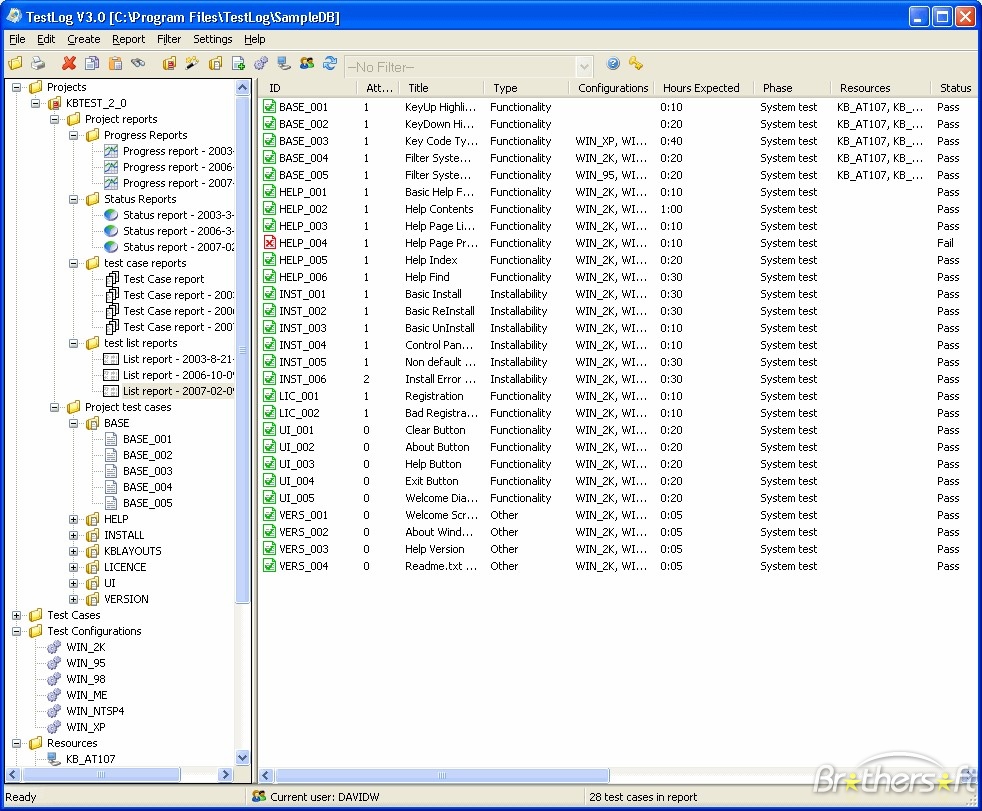 TestLog V3.0 [C:\Program Files\TestLog\SampleDB]
File Edit Create Report Filter Settings Help
--No Filter--
Projects
KBTEST_2_0
Project reports
Progress Reports
Progress report - 2003-
Progress report - 2006-
Progress report - 2007-
Status Reports
Status report - 2003-3-
Status report - 2006-3-
Status report - 2007-02
test case reports
Test Case report
Test Case report - 200
Test Case report - 200
Test Case report - 200
test list reports
List report - 2003-8-21-
List report - 2006-10-0
List report - 2007-02-0
Project test cases
BASE
BASE_001
BASE_002
BASE_003
BASE_004
BASE_005
HELP
INSTALL
KBLAYOUTS
LICENCE
UI
VERSION
Test Cases
Test Configurations
WIN_2K
WIN_95
WIN_98
WIN_ME
WIN_NTSP4
WIN_XP
Resources
KB_AT107
ID Att... Title Type Configurations Hours Expected Phase Resources Status
BASE_001 1 KeyUp Highli... Functionality 0:10 System test KB_AT107, KB_... Pass
BASE_002 1 KeyDown Hi... Functionality 0:20 System test KB_AT107, KB_... Pass
BASE_003 1 Key Code Ty... Functionality WIN_XP, WI... 0:40 System test KB_AT107, KB_... Pass
BASE_004 1 Filter Syste... Functionality WIN_2K, WI... 0:20 System test KB_AT107, KB_... Pass
BASE_005 1 Filter Syste... Functionality WIN_95, WI... 0:20 System test KB_AT107, KB_... Pass
HELP_001 1 Basic Help F... Functionality WIN_2K, WI... 0:10 System test Pass
HELP_002 1 Help Contents Functionality WIN_2K, WI... 1:00 System test Pass
HELP_003 1 Help Page Li... Functionality WIN_2K, WI... 0:10 System test Pass
HELP_004 1 Help Page Pr... Functionality WIN_2K, WI... 0:10 System test Fail
HELP_005 1 Help Index Functionality WIN_2K, WI... 0:20 System test Pass
HELP_006 1 Help Find Functionality WIN_2K, WI... 0:30 System test Pass
INST_001 1 Basic Install Installability WIN_2K, WI... 0:30 System test Pass
INST_002 1 Basic ReInstall Installability WIN_2K, WI... 0:30 System test Pass
INST_003 1 Basic UnInstall Installability WIN_2K, WI... 0:10 System test Pass
INST_004 1 Control Pan... Installability WIN_2K, WI... 0:10 System test Pass
INST_005 1 Non default ... Installability WIN_2K, WI... 0:30 System test Pass
INST_006 2 Install Error ... Installability WIN_2K, WI... 0:30 System test Pass
LIC_001 1 Registration Functionality WIN_2K, WI... 0:10 System test Pass
LIC_002 1 Bad Registra... Functionality WIN_2K, WI... 0:10 System test Pass
UI_001 0 Clear Button Functionality WIN_2K, WI... 0:20 System test Pass
UI_002 0 About Button Functionality WIN_2K, WI... 0:20 System test Pass
UI_003 0 Help Button Functionality WIN_2K, WI... 0:20 System test Pass
UI_004 0 Exit Button Functionality WIN_2K, WI... 0:20 System test Pass
UI_005 0 Welcome Dia... Functionality WIN_2K, WI... 0:20 System test Pass
VERS_001 0 Welcome Scr... Other WIN_2K, WI... 0:05 System test Pass
VERS_002 0 About Wind... Other WIN_2K, WI... 0:05 System test Pass
VERS_003 0 Help Version Other WIN_2K, WI... 0:05 System test Pass
VERS_004 0 Readme.txt ... Other WIN_2K, WI... 0:05 System test Pass
Ready Current user: DAVIDW 28 test cases in report
Brothersoft